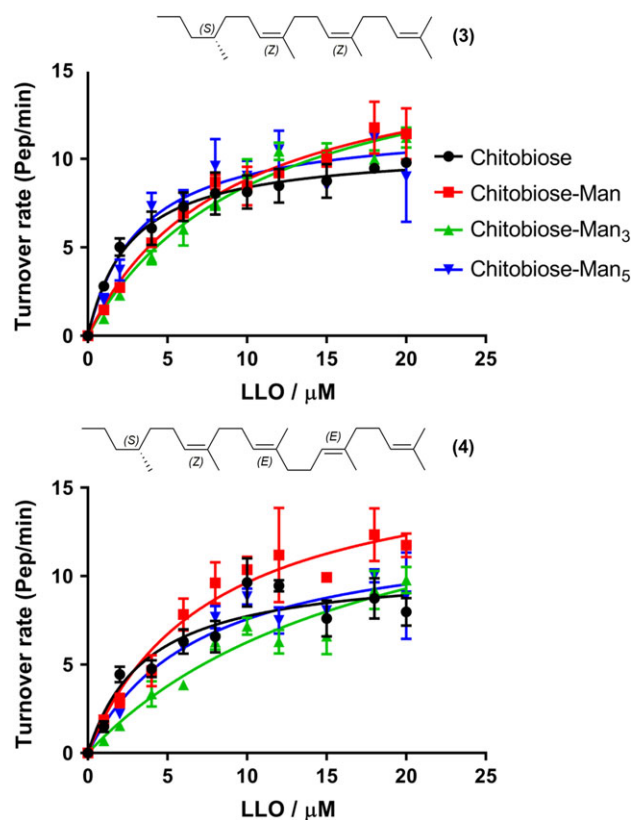 (S) (Z) (Z) (3)
15
10
5
0
Turnover rate (Pep/min)
0 5 10 15 20 25
LLO / μM
Chitobiose
Chitobiose-Man
Chitobiose-Man₃
Chitobiose-Man₅
(S) (Z) (E) (E) (4)
15
10
5
0
Turnover rate (Pep/min)
0 5 10 15 20 25
LLO / μM